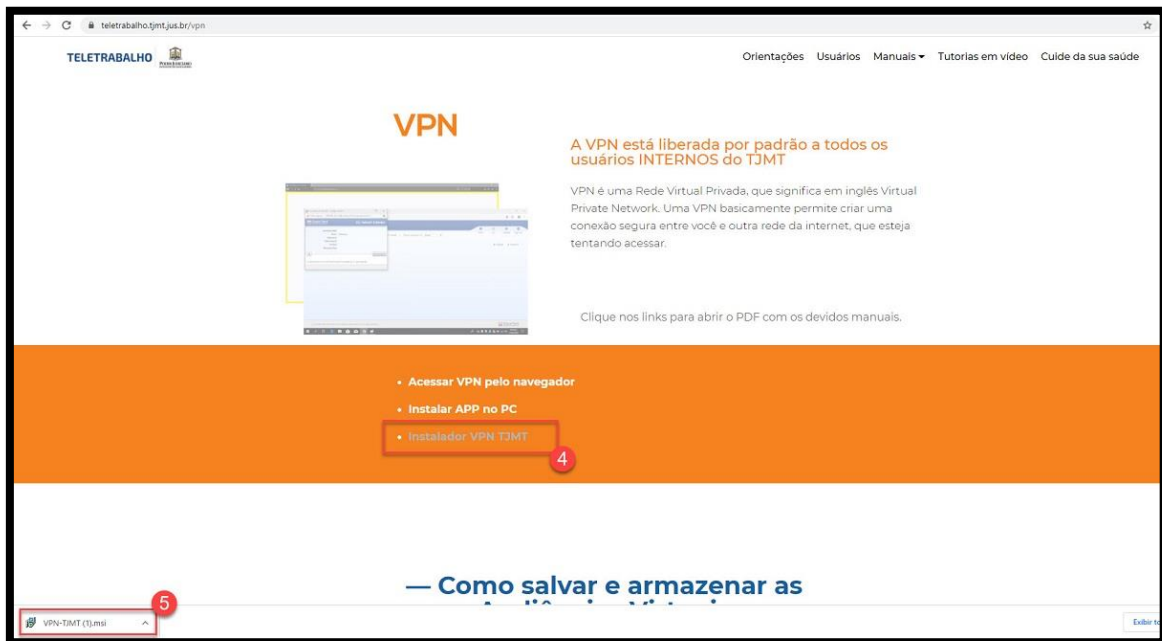 teletrabalho.tjmt.jus.br/vpn
TELETRABALHO
Orientações Usuários Manuais Tutorias em vídeo Cuide da sua saúde
VPN
A VPN está liberada por padrão a todos os
usuários INTERNOS do TJMT
VPN é uma Rede Virtual Privada, que significa em inglês Virtual
Private Network. Uma VPN basicamente permite criar uma
conexão segura entre você e outra rede da internet, que esteja
tentando acessar.
Clique nos links para abrir o PDF com os devidos manuais.
• Acessar VPN pelo navegador
• Instalar APP no PC
• Instalador VPN TJMT
4
— Como salvar e armazenar as
5
VPN-TJMT (1).msi
Exibir